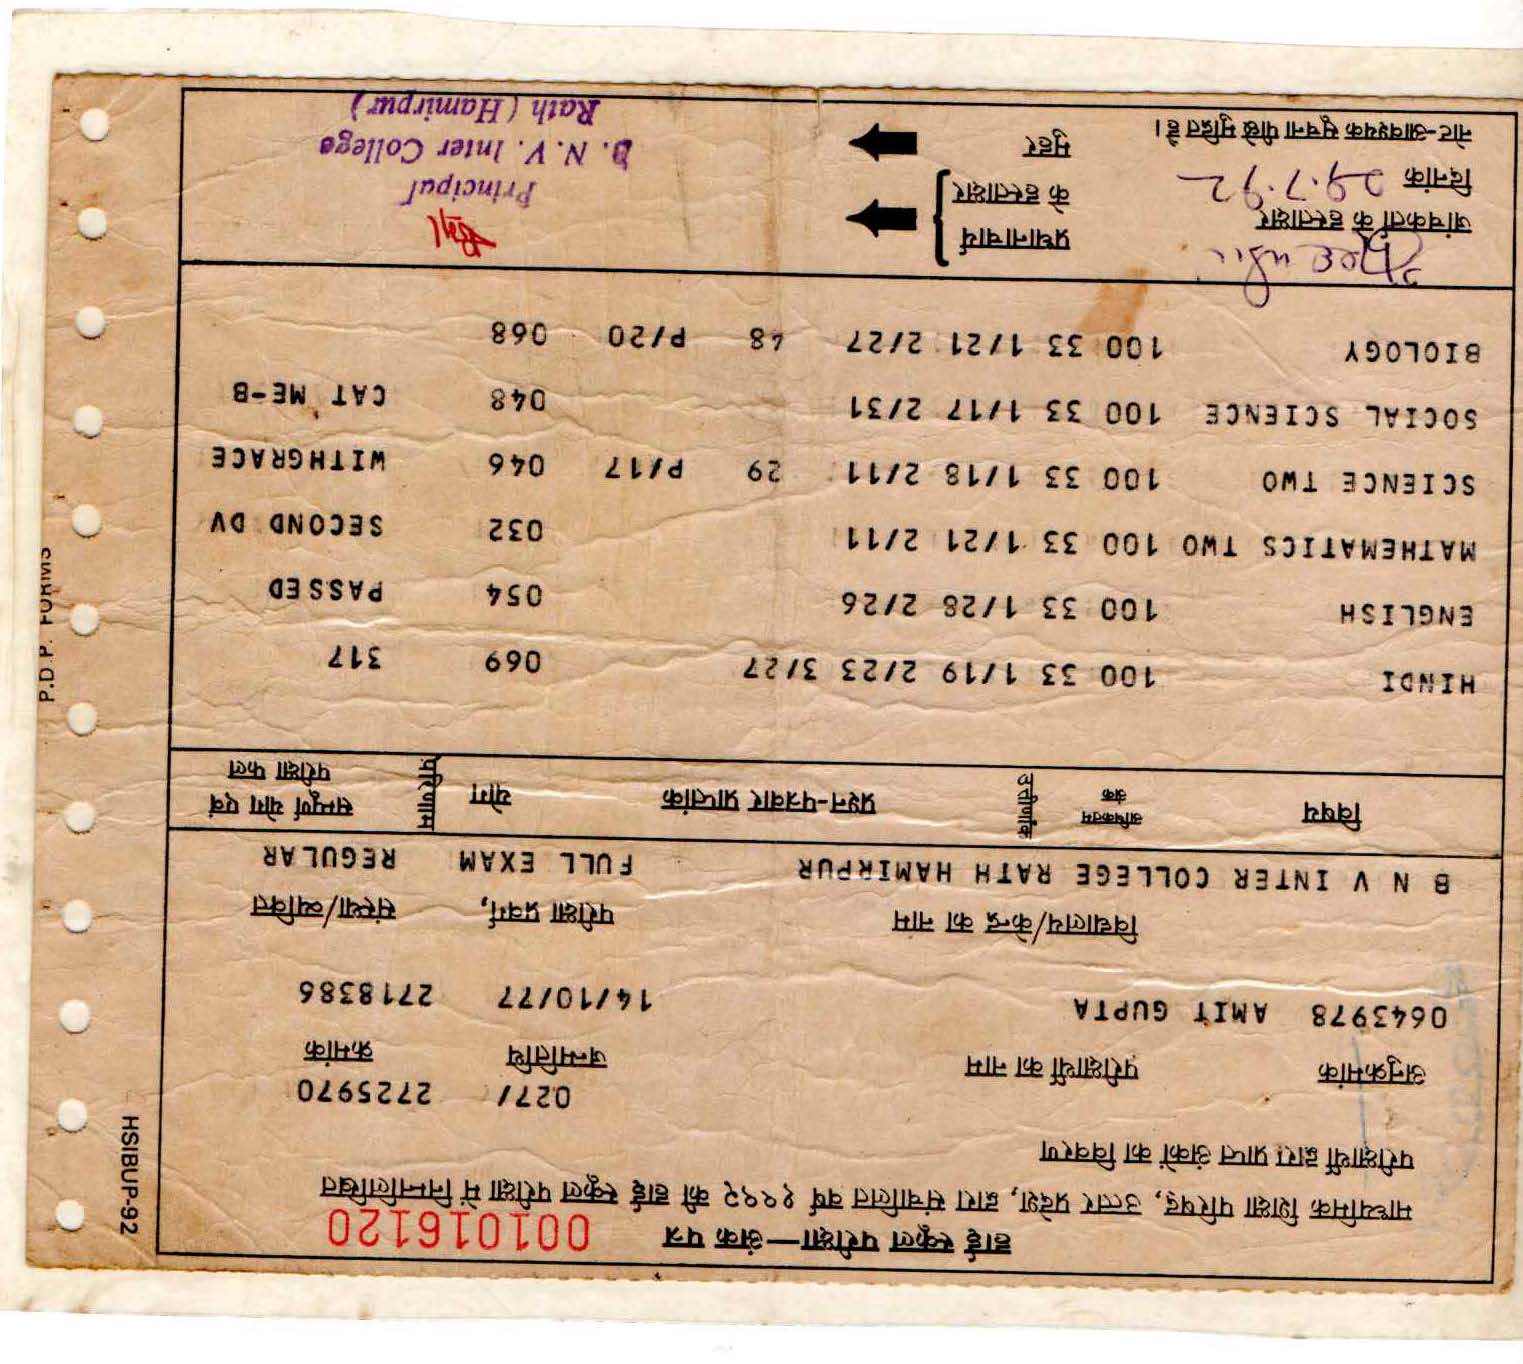 हाई स्कूल परीक्षा—अंक पत्र 001016120
माध्यमिक शिक्षा परिषद्, उत्तर प्रदेश, द्वारा संचालित वर्ष १९९२ की हाई स्कूल परीक्षा में निम्नलिखित
परीक्षार्थी द्वारा प्राप्त अंकों का विवरण
027/ 2725970
अनुक्रमांक परीक्षार्थी का नाम जन्मतिथि क्रमांक
0643978 AMIT GUPTA 14/10/77 2718386
विद्यालय/केन्द्र का नाम परीक्षा प्रवर्ग, संस्था/व्यक्ति
B N V INTER COLLEGE RATH HAMIRPUR FULL EXAM REGULAR
विषय अधिकतम अंक उत्तीर्णांक प्रश्न-पत्रवार प्राप्तांक योग परिणाम सम्पूर्ण योग एवं परीक्षा फल
HINDI 100 33 1/19 2/23 3/27 069 317
ENGLISH 100 33 1/28 2/26 054 PASSED
MATHEMATICS TWO 100 33 1/21 2/11 032 SECOND DV
SCIENCE TWO 100 33 1/18 2/11 29 P/17 046 WITHGRACE
SOCIAL SCIENCE 100 33 1/17 2/31 048 CAT ME-B
BIOLOGY 100 33 1/21 2/27 48 P/20 068
जांचकर्ता के हस्ताक्षर
दिनांक 29.7.92
नोट-आवश्यक सूचना पीछे मुद्रित है।
प्रधानाचार्य
के हस्ताक्षर
मुहर
Principal
B. N. V. Inter College
Rath (Hamirpur)
HSIBUP-92
P.D.P. FORMS